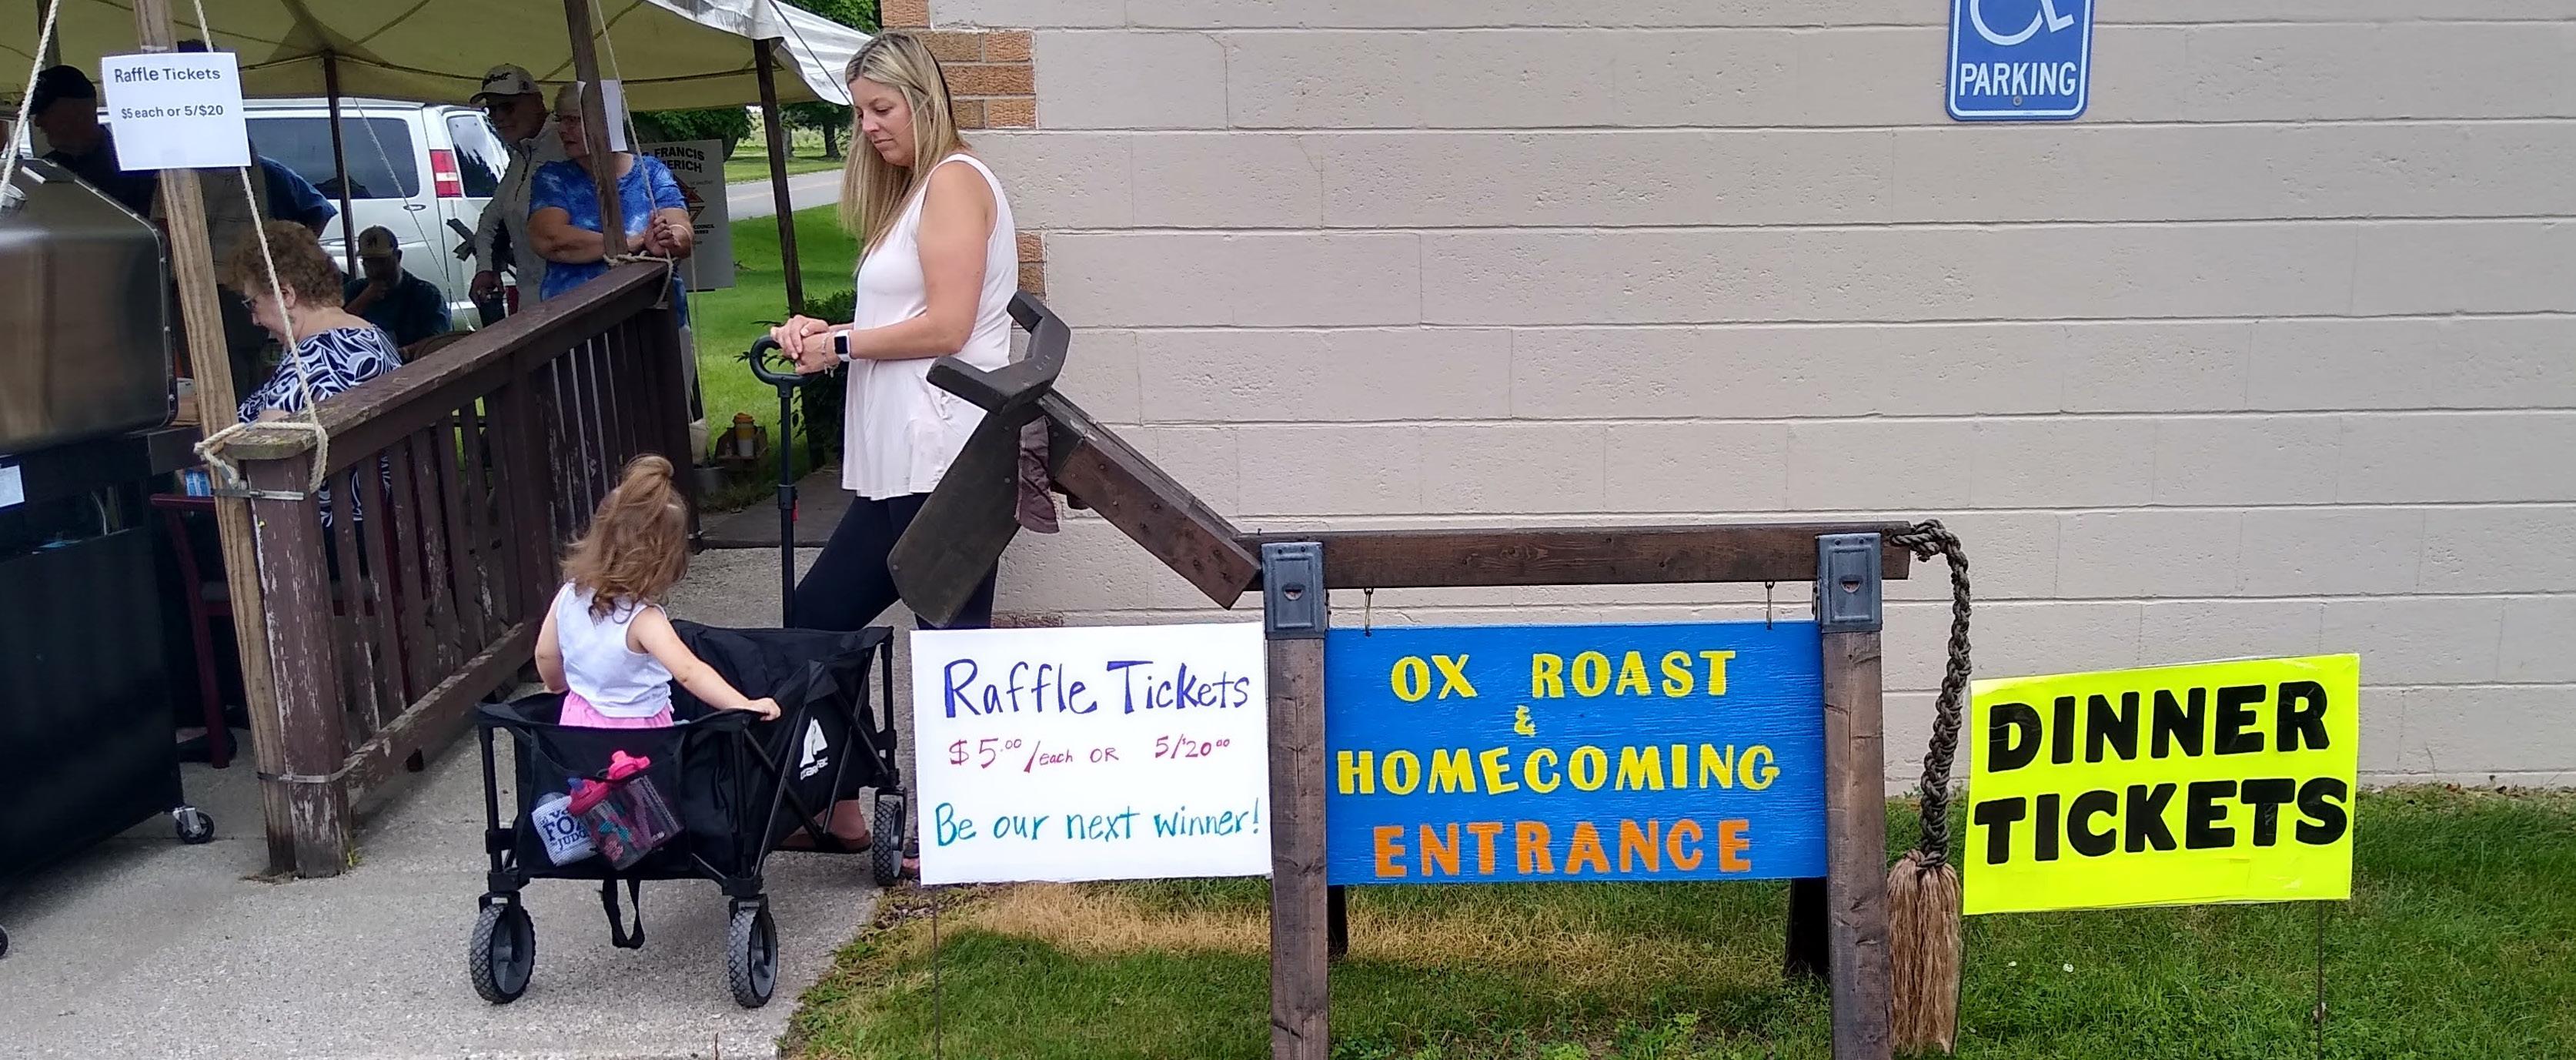 Raffle Tickets
$5 each or 5/$20
FRANCIS
PARKING
Raffle Tickets
$5.00/each OR 5/20.00
Be our next winner!
OX ROAST
&
HOMECOMING
ENTRANCE
DINNER
TICKETS